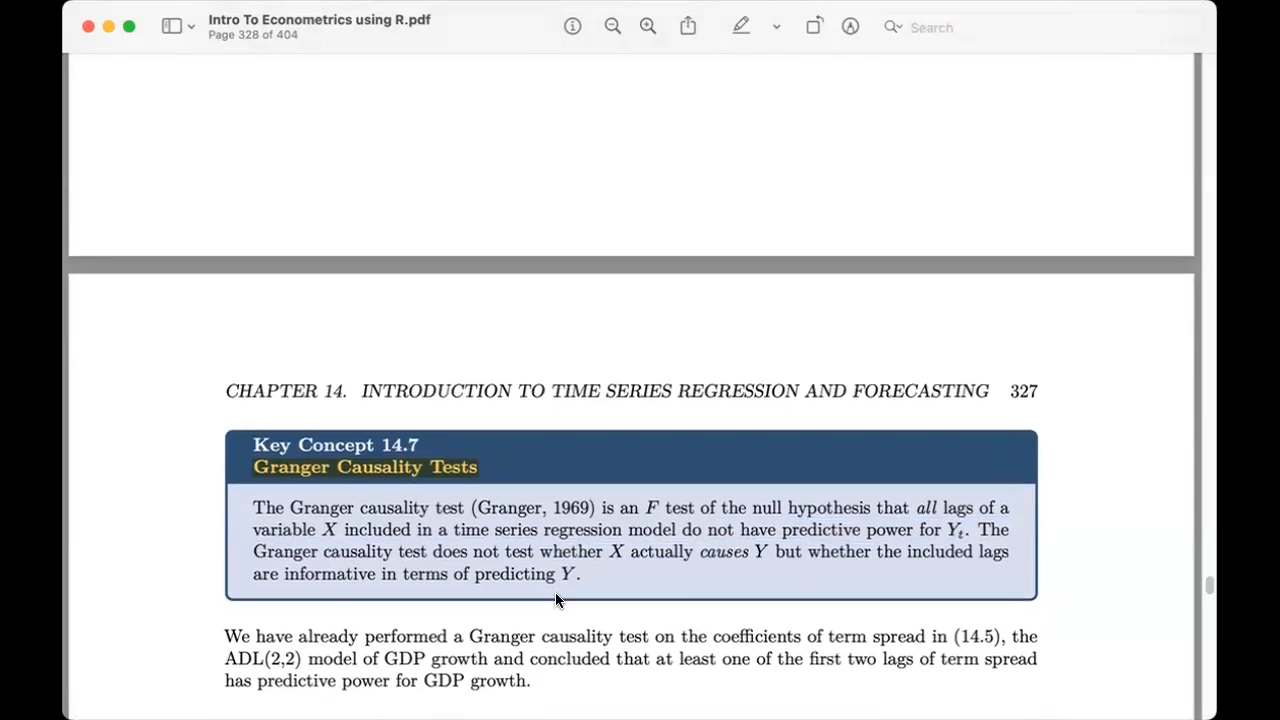 Intro To Econometrics using R.pdf
Page 328 of 404
Search
CHAPTER 14. INTRODUCTION TO TIME SERIES REGRESSION AND FORECASTING 327
Key Concept 14.7
Granger Causality Tests
The Granger causality test (Granger, 1969) is an F test of the null hypothesis that all lags of a
variable X included in a time series regression model do not have predictive power for Yt. The
Granger causality test does not test whether X actually causes Y but whether the included lags
are informative in terms of predicting Y.
We have already performed a Granger causality test on the coefficients of term spread in (14.5), the
ADL(2,2) model of GDP growth and concluded that at least one of the first two lags of term spread
has predictive power for GDP growth.